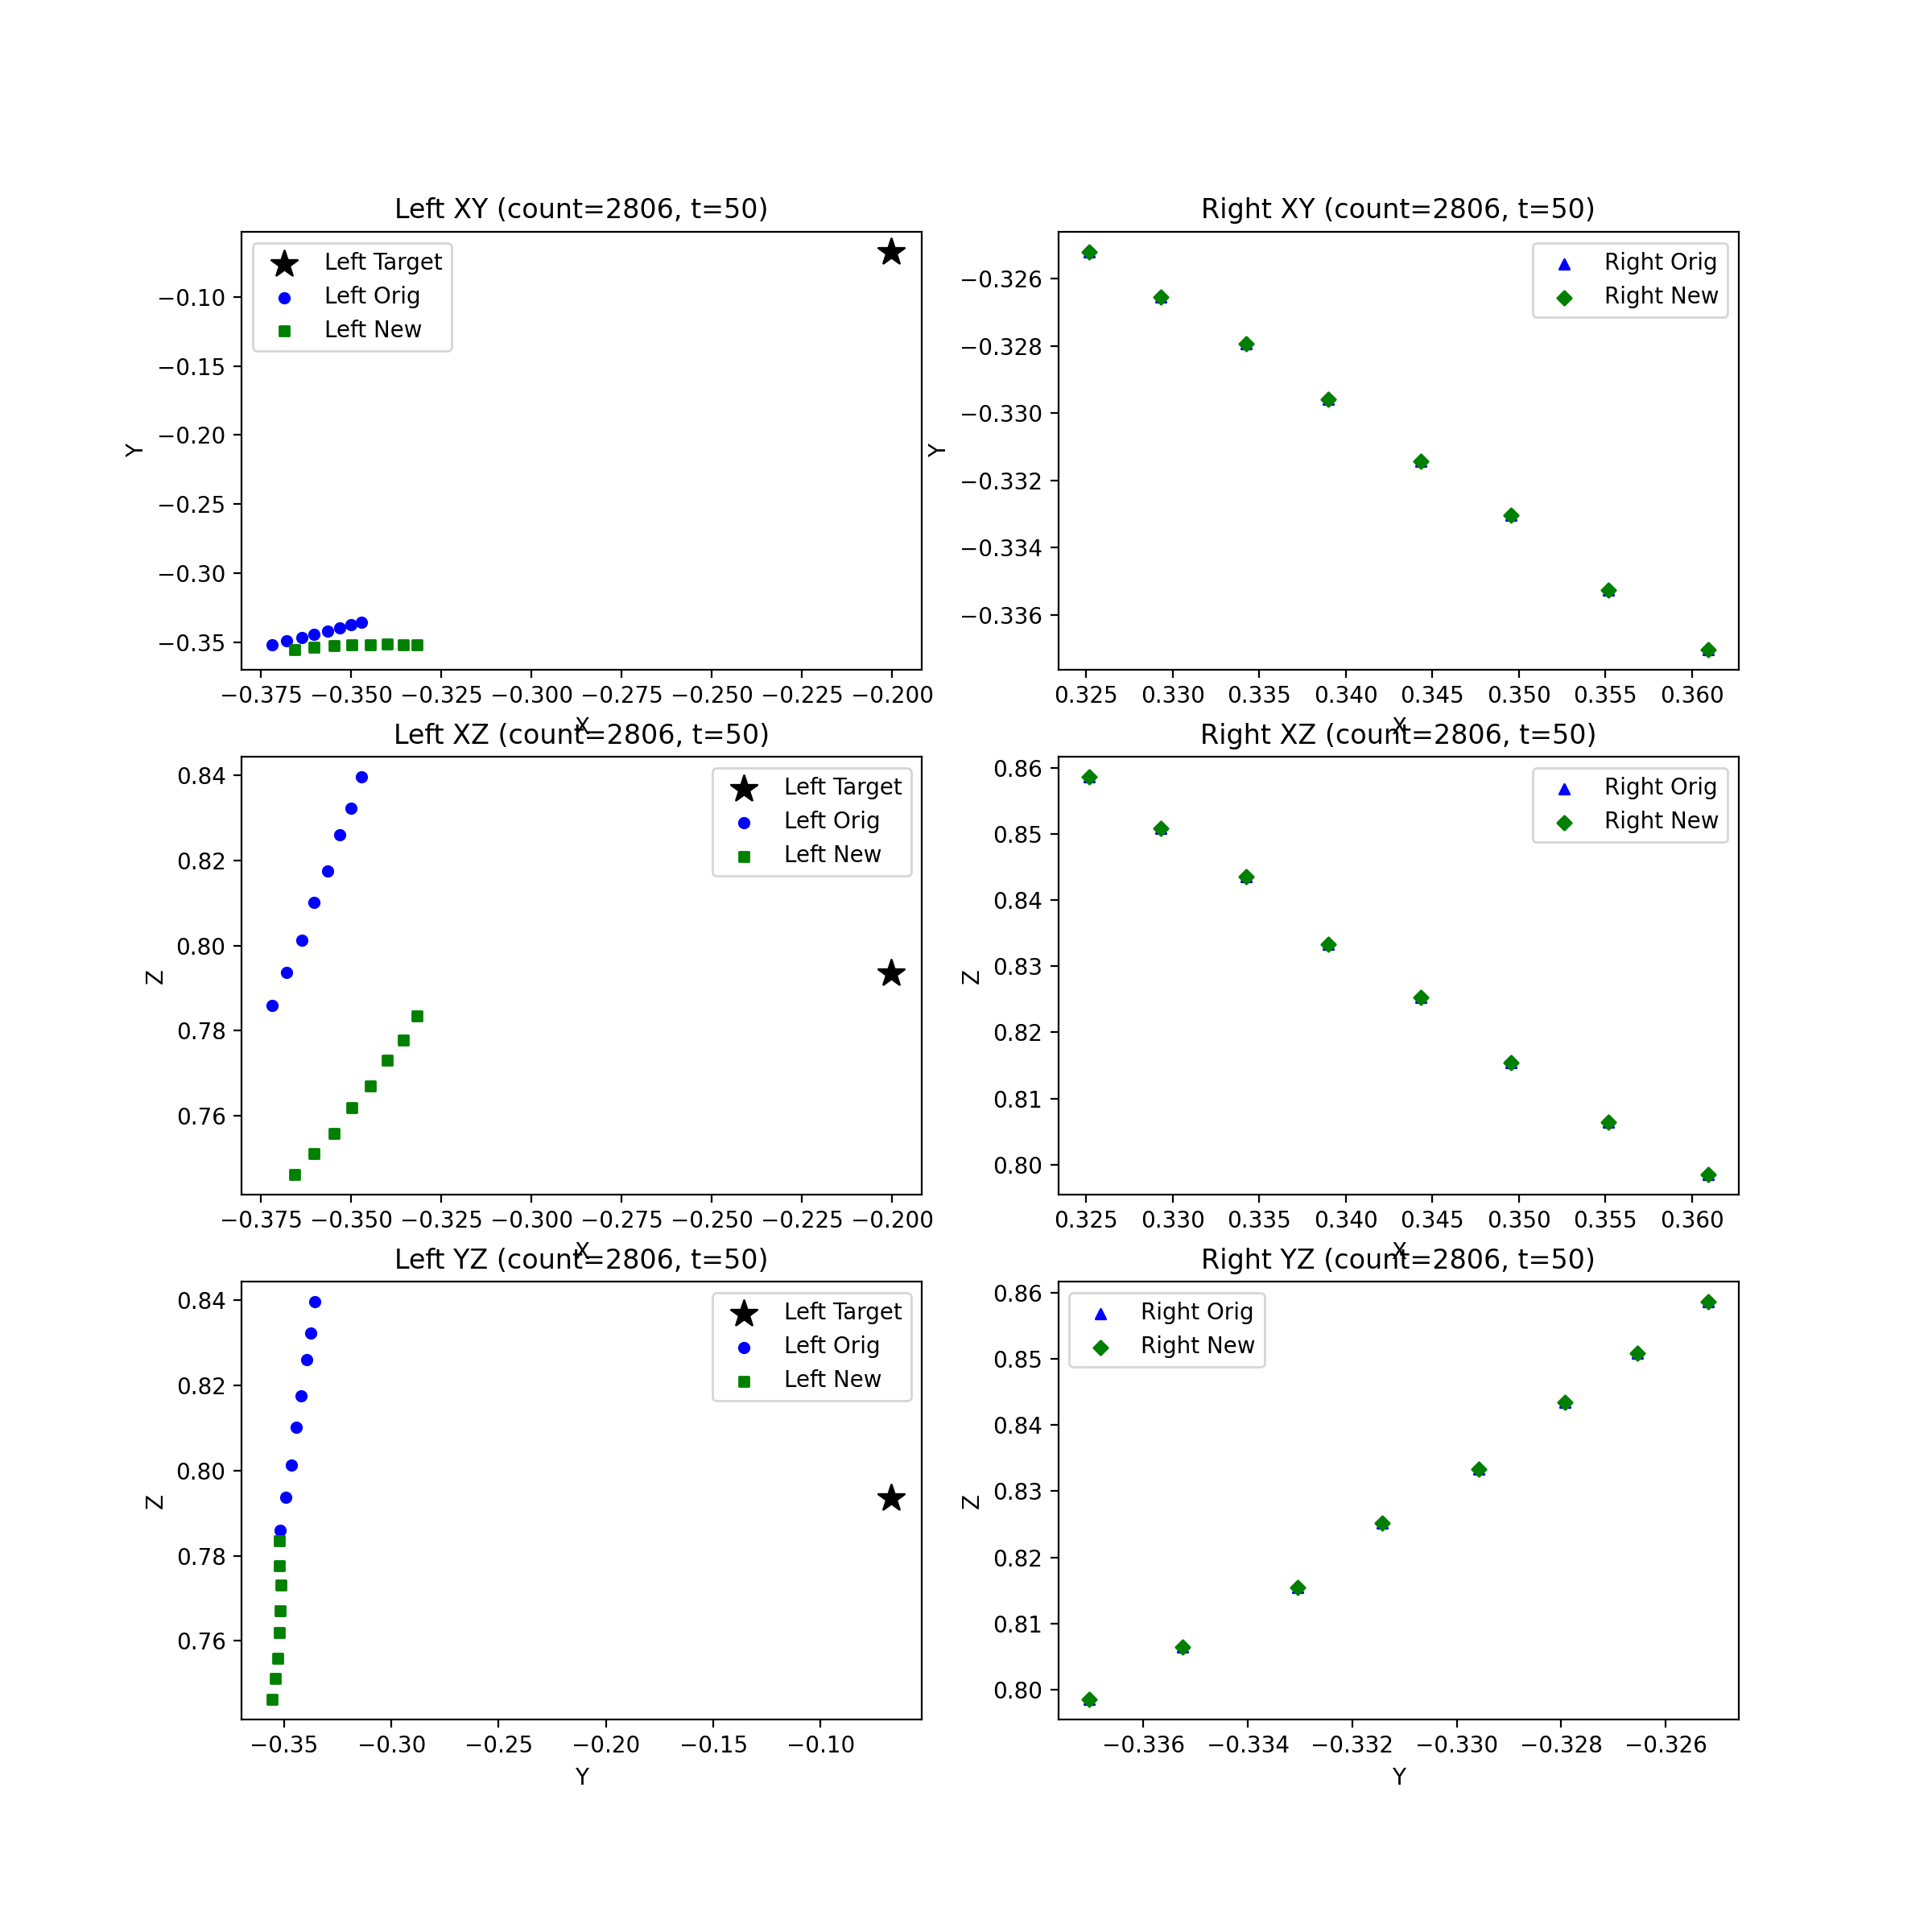 Left XY (count=2806, t=50)
Left Target
Left Orig
Left New
Y
−0.10
−0.15
−0.20
−0.25
−0.30
−0.35
−0.375 −0.350 −0.325 −0.300 −0.275 −0.250 −0.225 −0.200
X
Right XY (count=2806, t=50)
Right Orig
Right New
Y
−0.326
−0.328
−0.330
−0.332
−0.334
−0.336
0.325 0.330 0.335 0.340 0.345 0.350 0.355 0.360
X
Left XZ (count=2806, t=50)
Left Target
Left Orig
Left New
Z
0.84
0.82
0.80
0.78
0.76
−0.375 −0.350 −0.325 −0.300 −0.275 −0.250 −0.225 −0.200
X
Right XZ (count=2806, t=50)
Right Orig
Right New
Z
0.86
0.85
0.84
0.83
0.82
0.81
0.80
0.325 0.330 0.335 0.340 0.345 0.350 0.355 0.360
X
Left YZ (count=2806, t=50)
Left Target
Left Orig
Left New
Z
0.84
0.82
0.80
0.78
0.76
−0.35 −0.30 −0.25 −0.20 −0.15 −0.10
Y
Right YZ (count=2806, t=50)
Right Orig
Right New
Z
0.86
0.85
0.84
0.83
0.82
0.81
0.80
−0.336 −0.334 −0.332 −0.330 −0.328 −0.326
Y